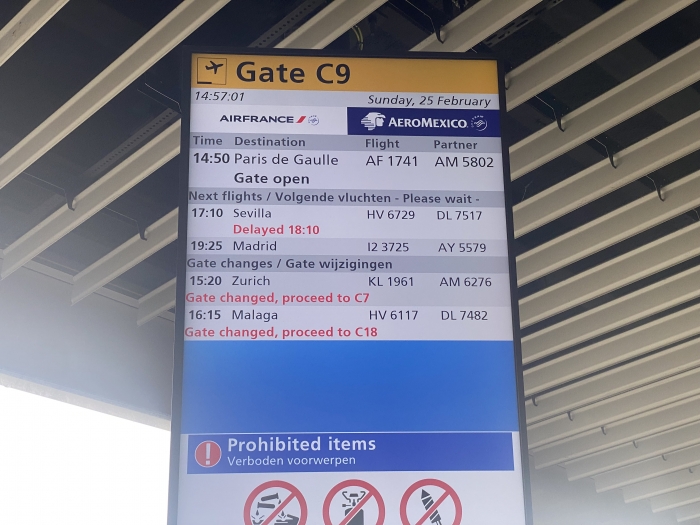 Gate C9
14:57:01 Sunday, 25 February
AIRFRANCE AEROMEXICO
Time Destination Flight Partner
14:50 Paris de Gaulle AF 1741 AM 5802
Gate open
Next flights / Volgende vluchten - Please wait -
17:10 Sevilla HV 6729 DL 7517
Delayed 18:10
19:25 Madrid I2 3725 AY 5579
Gate changes / Gate wijzigingen
15:20 Zurich KL 1961 AM 6276
Gate changed, proceed to C7
16:15 Malaga HV 6117 DL 7482
Gate changed, proceed to C18
Prohibited items
Verboden voorwerpen